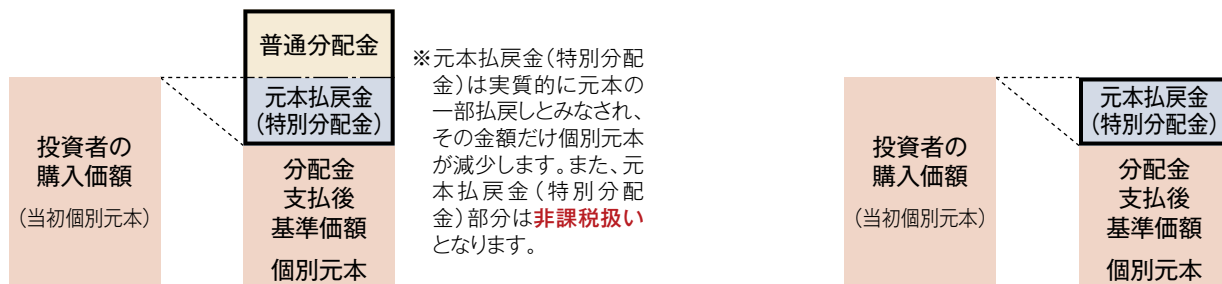 普通分配金
元本払戻金
(特別分配金)
投資者の
購入価額
(当初個別元本)
分配金
支払後
基準価額
個別元本
※元本払戻金(特別分配
金)は実質的に元本の
一部払戻しとみなされ、
その金額だけ個別元本
が減少します。また、元
本払戻金(特別分配
金)部分は非課税扱い
となります。
投資者の
購入価額
(当初個別元本)
元本払戻金
(特別分配金)
分配金
支払後
基準価額
個別元本